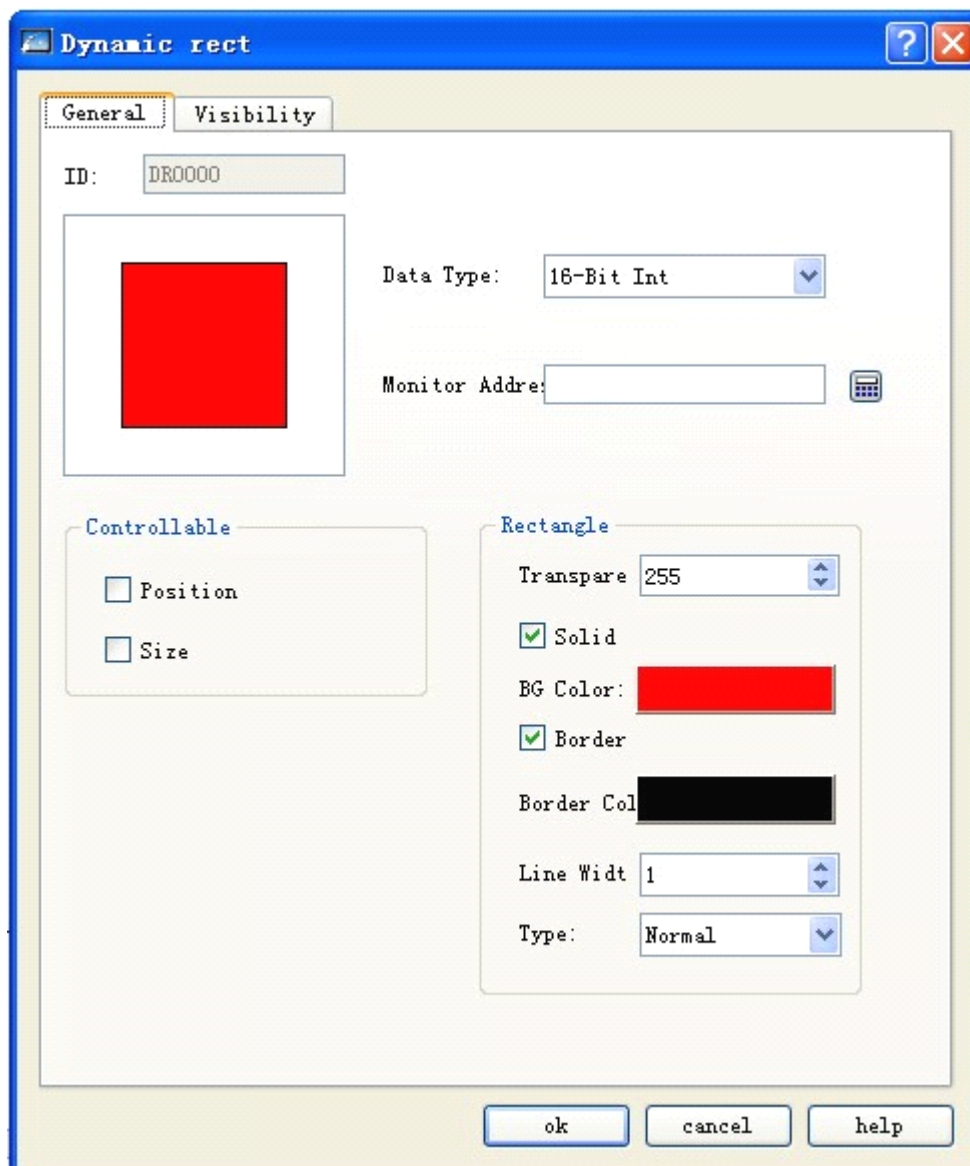 Dynamic rect
General
Visibility
ID: DR0000
Data Type: 16-Bit Int
Monitor Addre
Controllable
Position
Size
Rectangle
Transpare 255
Solid
BG Color:
Border
Border Col
Line Widt 1
Type: Normal
ok
cancel
help